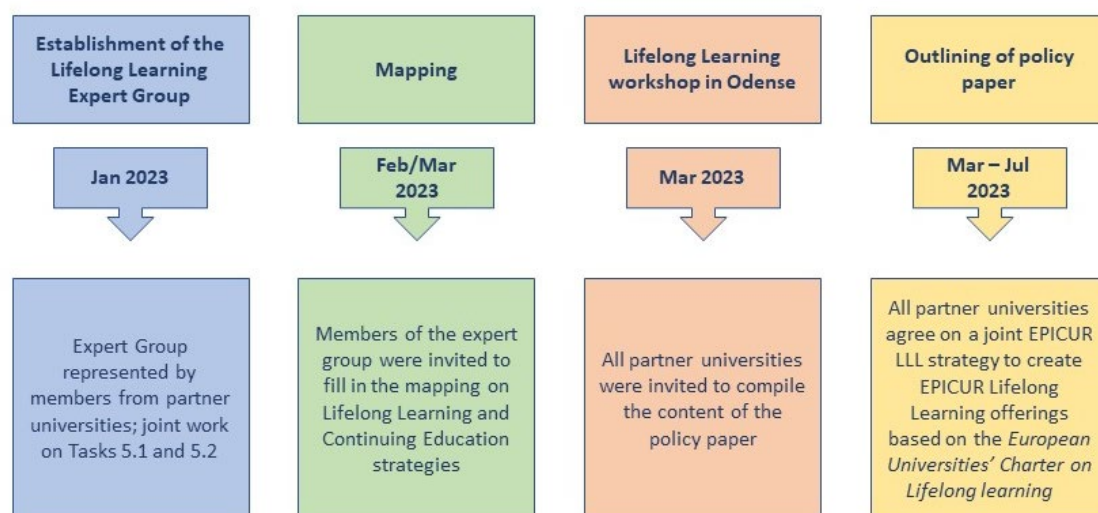 Establishment of the
Lifelong Learning
Expert Group
Jan 2023
Expert Group
represented by
members from partner
universities; joint work
on Tasks 5.1 and 5.2
Mapping
Feb/Mar
2023
Members of the expert
group were invited to
fill in the mapping on
Lifelong Learning and
Continuing Education
strategies
Lifelong Learning
workshop in Odense
Mar 2023
All partner universities
were invited to compile
the content of the
policy paper
Outlining of policy
paper
Mar – Jul
2023
All partner universities
agree on a joint EPICUR
LLL strategy to create
EPICUR Lifelong
Learning offerings
based on the European
Universities’ Charter on
Lifelong learning